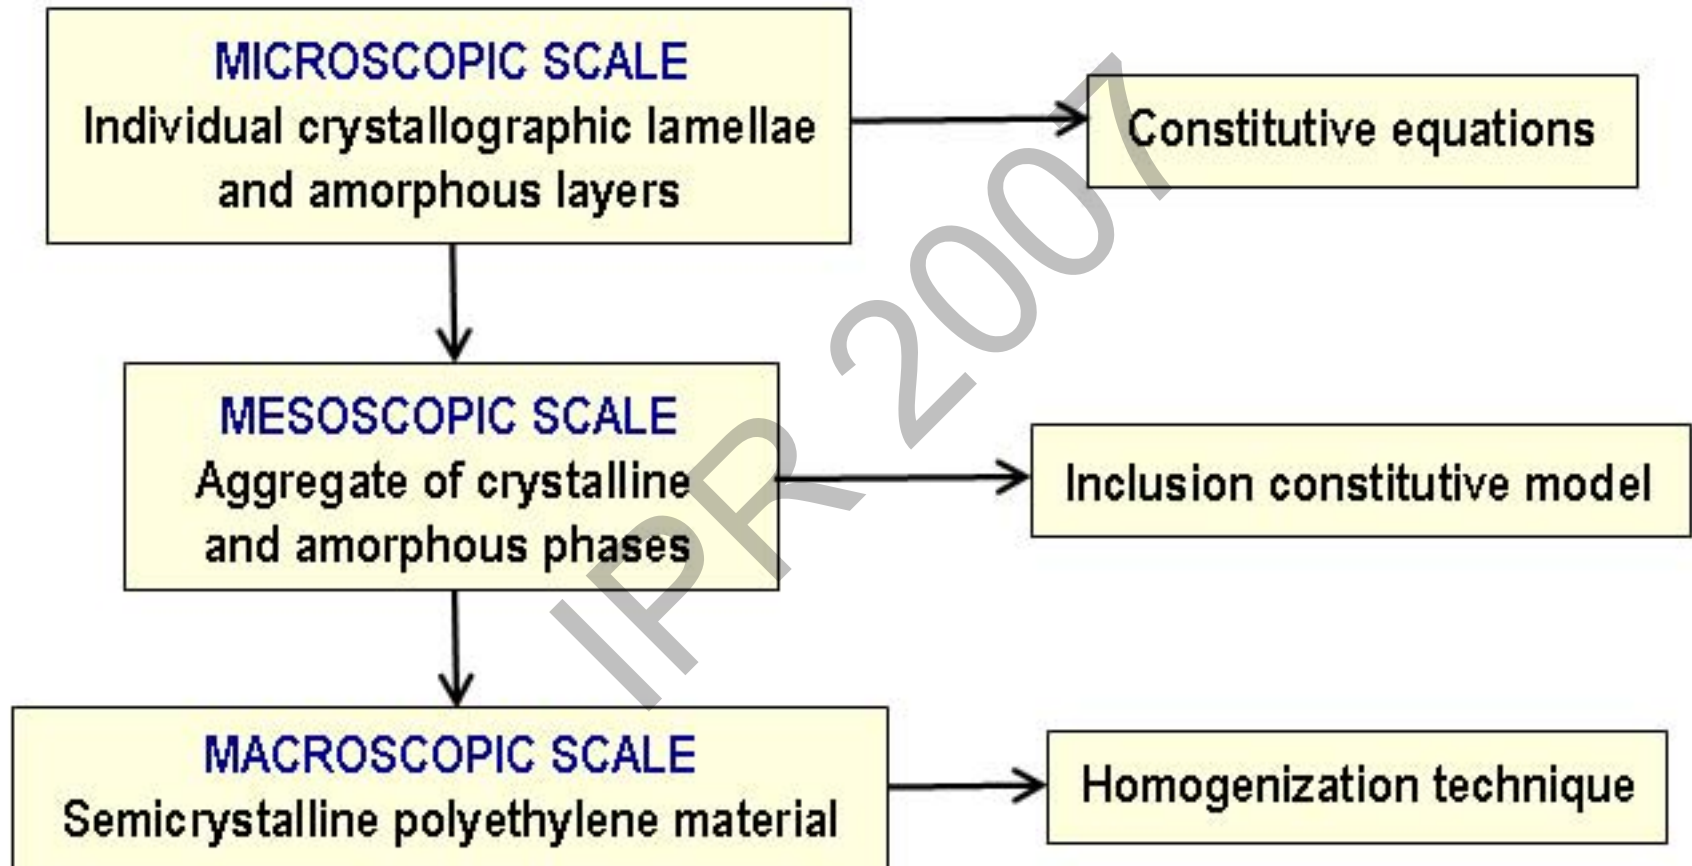 MICROSCOPIC SCALE
Individual crystallographic lamellae
and amorphous layers
Constitutive equations
MESOSCOPIC SCALE
Aggregate of crystalline
and amorphous phases
Inclusion constitutive model
MACROSCOPIC SCALE
Semicrystalline polyethylene material
Homogenization technique
IPR 2007